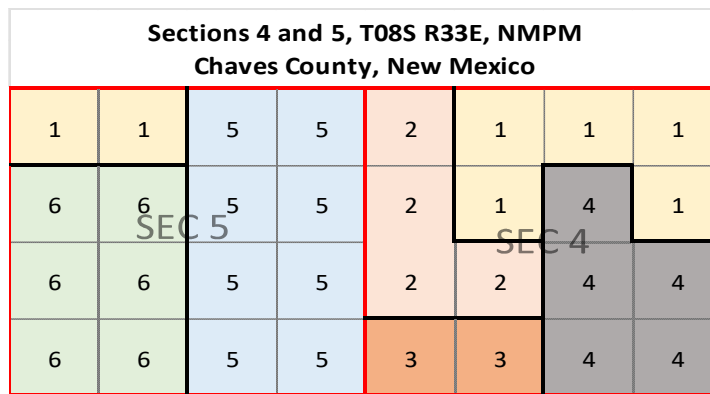 Sections 4 and 5, T08S R33E, NMPM
Chaves County, New Mexico
1 1 5 5 2 1 1 1
6 6 5 5 2 1 4 1
SEC 5 SEC 4
6 6 5 5 2 2 4 4
6 6 5 5 3 3 4 4